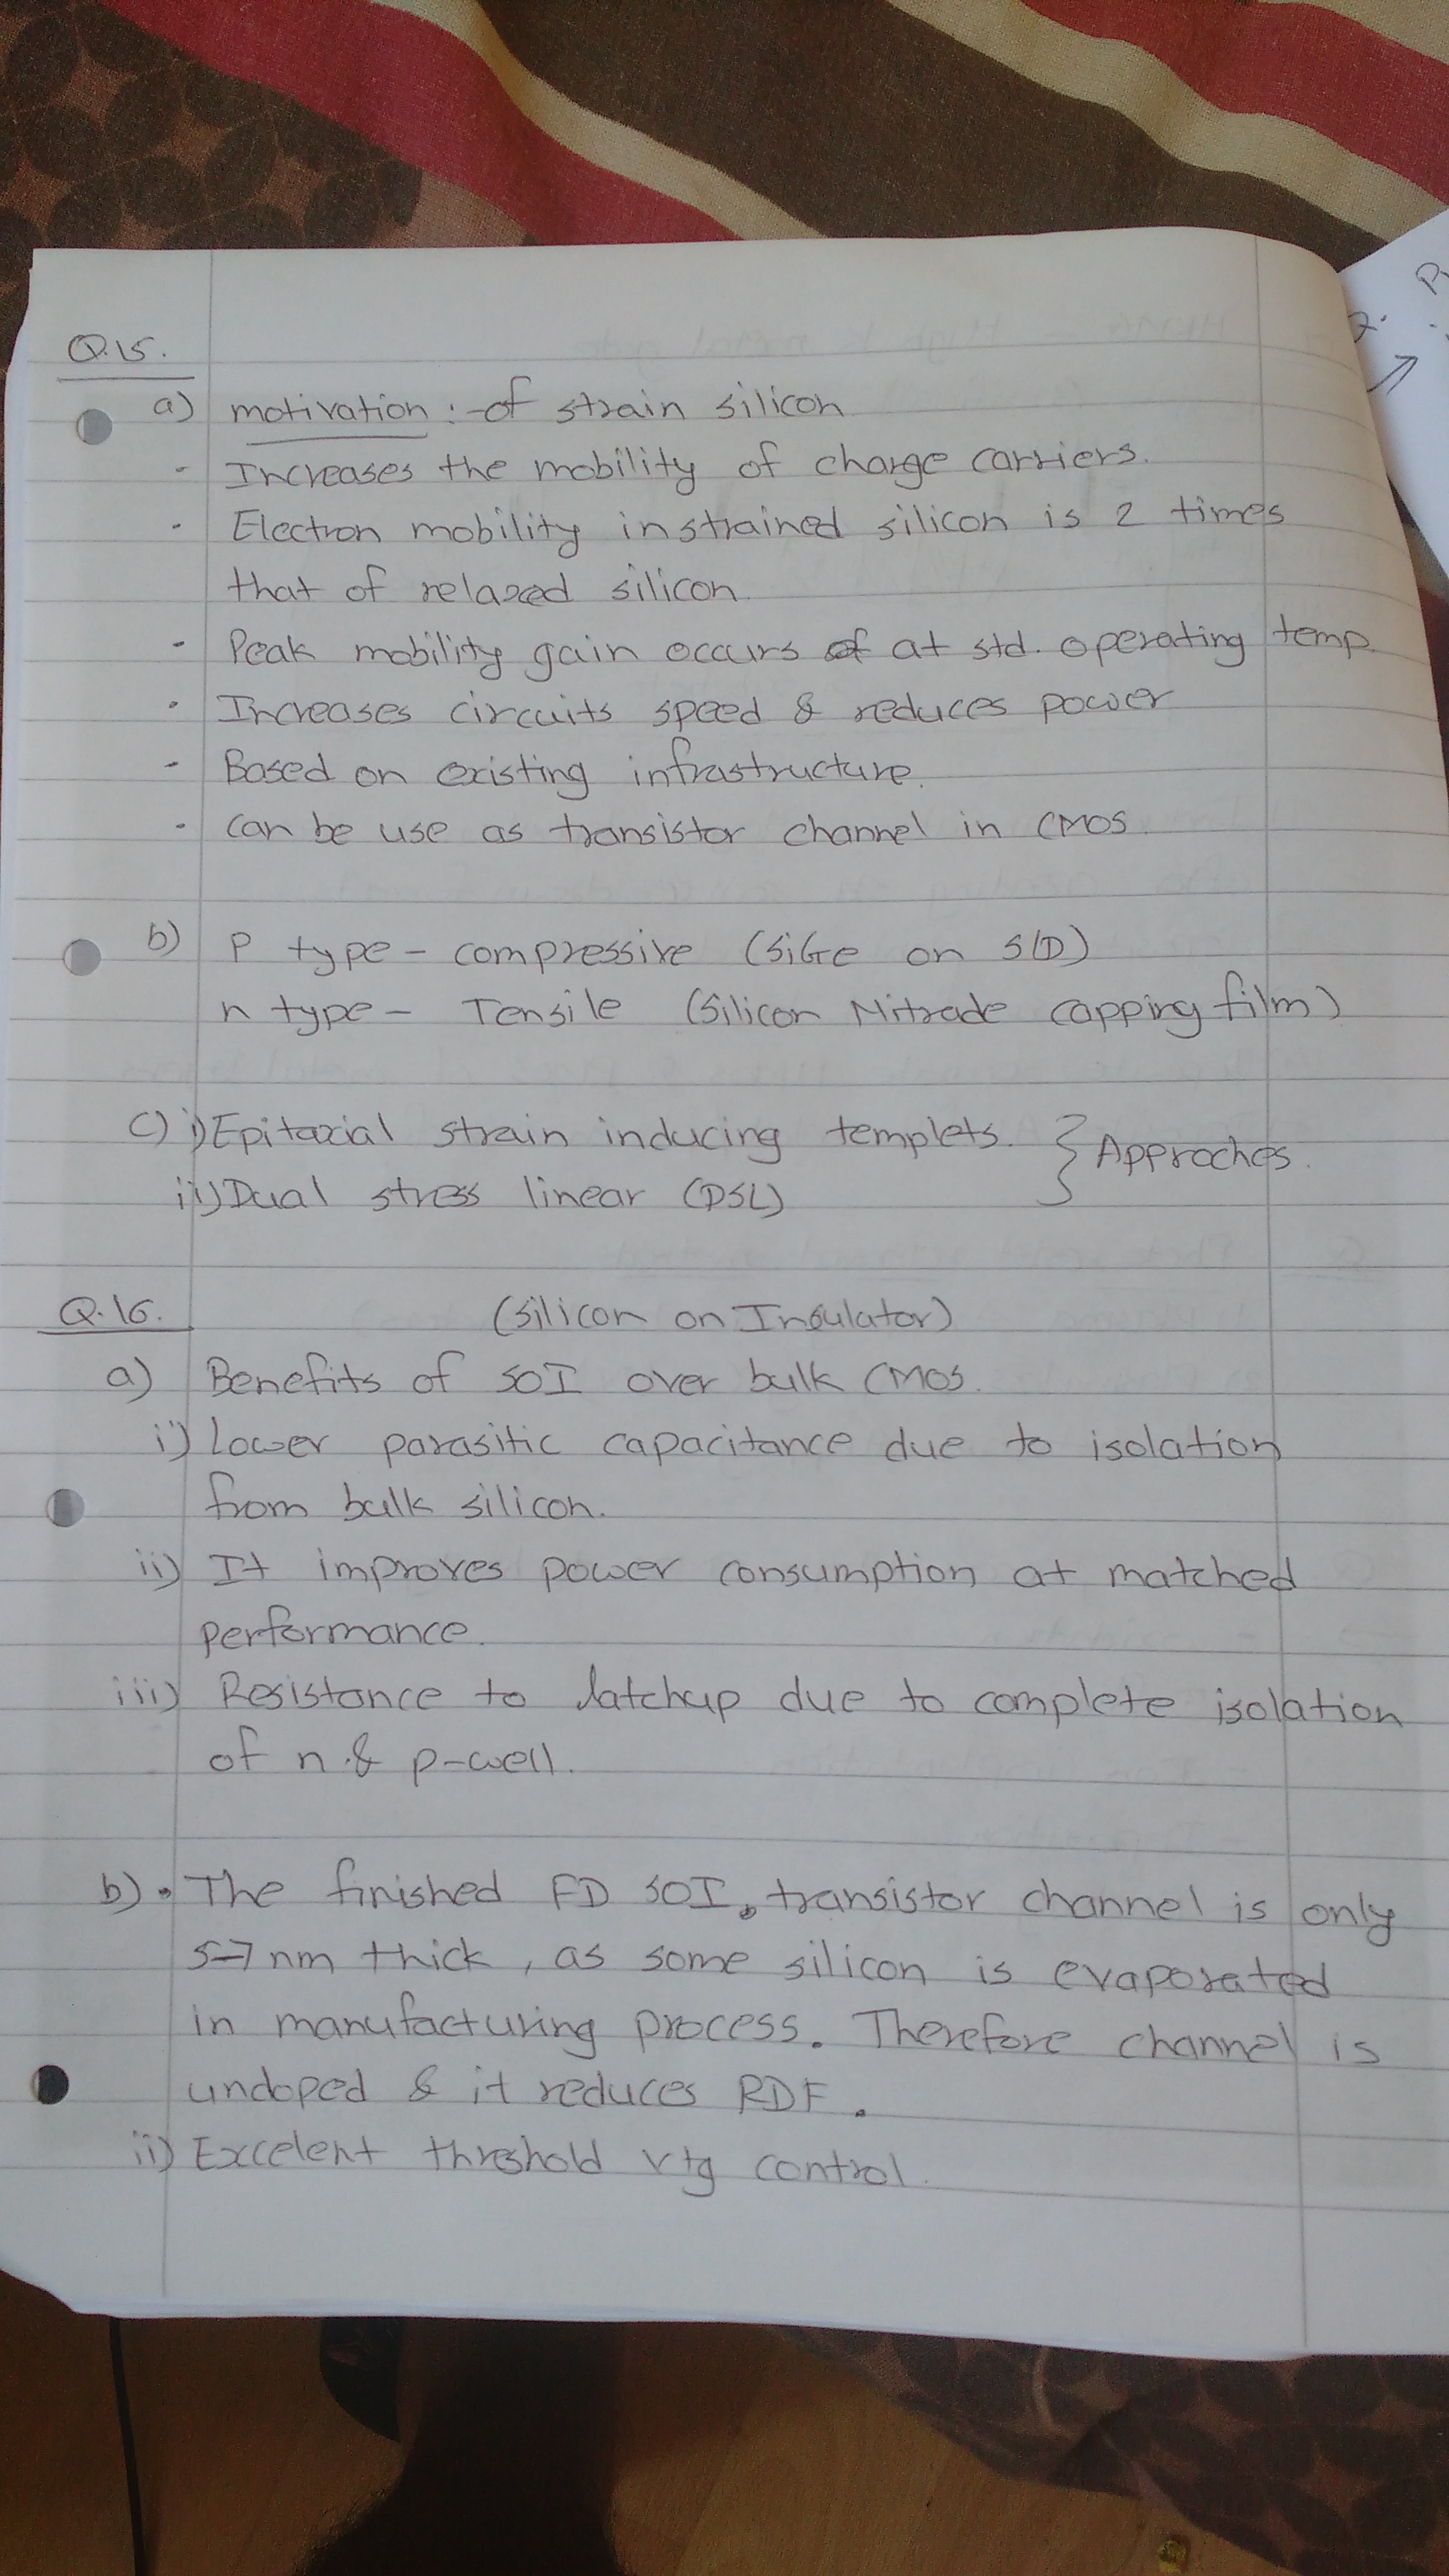 Q.15.
a) motivation :- of strain silicon
- Increases the mobility of charge carriers.
- Electron mobility in strained silicon is 2 times
that of relaxed silicon.
- Peak mobility gain occurs of at std. operating temp.
- Increases circuits speed & reduces power
- Based on existing infrastructure.
- can be use as transistor channel in CMOS.
b) P type - compressive (SiGe on S/D)
n type - Tensile (Silicon Nitrade capping film)
c) i) Epitaxial strain inducing templets. } Approches.
ii) Dual stress linear (DSL)
Q.16.
(Silicon on Insulator)
a) Benefits of SOI over bulk CMOS.
i) Lower parasitic capacitance due to isolation
from bulk silicon.
ii) It improves power consumption at matched
performance.
iii) Resistance to latchup due to complete isolation
of n & p-well.
b) • The finished FD SOI. transistor channel is only
5-7 nm thick, as some silicon is evaporated
in manufacturing process. Therefore channel is
undoped & it reduces RDF.
ii) Excelent threshold vtg control.